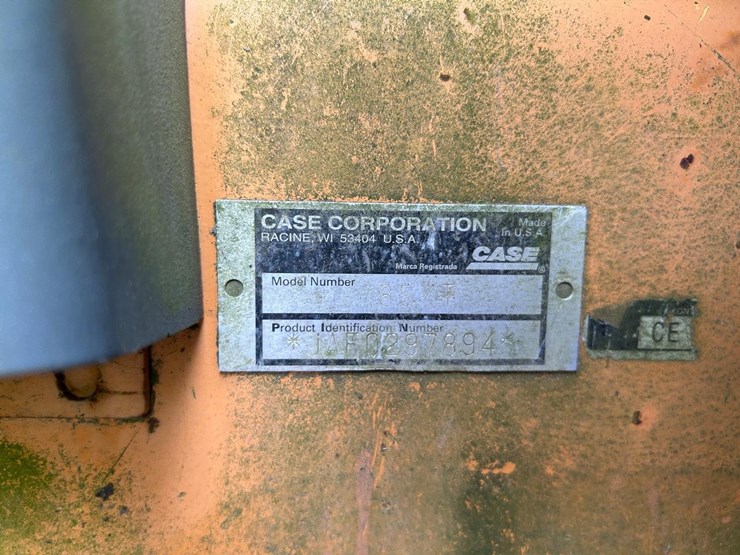 CASE CORPORATION
RACINE, WI 53404 U.S.A.
Made
in U.S.A.
CASE
Marca Registrada
®
Model Number
Product Identification Number
*JAF0297894*
CE